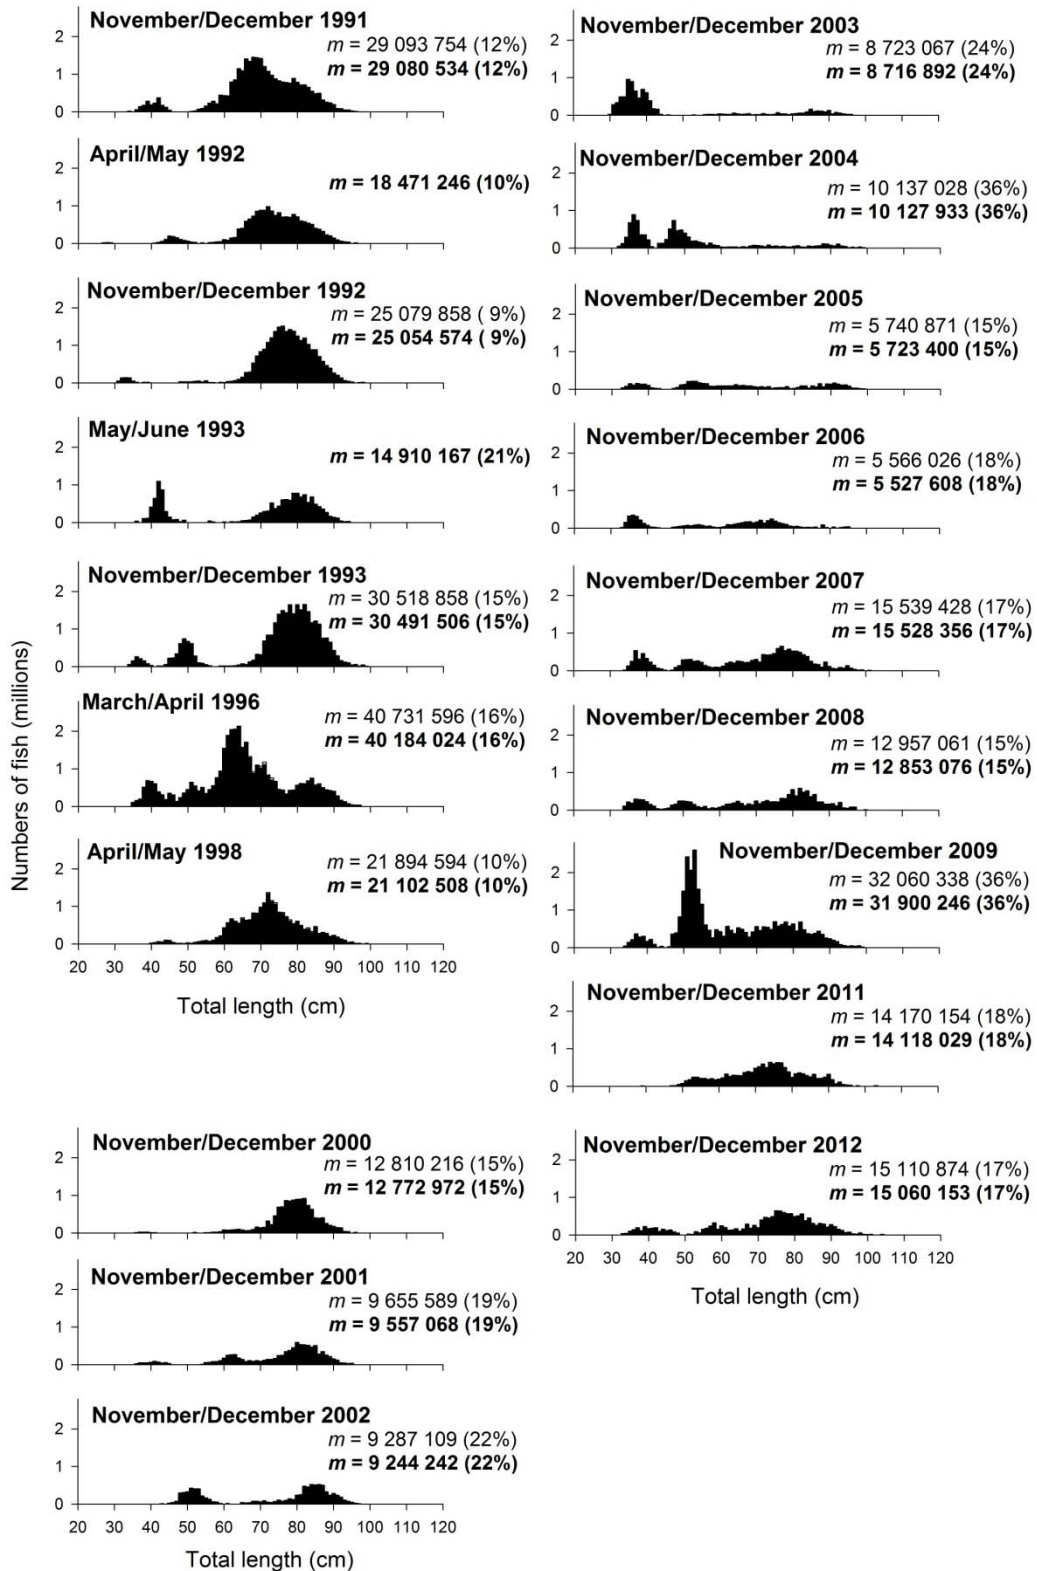 Numbers of fish (millions)
November/December 1991
m = 29 093 754 (12%)
m = 29 080 534 (12%)
2
1
0
April/May 1992
m = 18 471 246 (10%)
2
1
0
November/December 1992
m = 25 079 858 ( 9%)
m = 25 054 574 ( 9%)
2
1
0
May/June 1993
m = 14 910 167 (21%)
2
1
0
November/December 1993
m = 30 518 858 (15%)
m = 30 491 506 (15%)
2
1
0
March/April 1996
m = 40 731 596 (16%)
m = 40 184 024 (16%)
2
1
0
April/May 1998
m = 21 894 594 (10%)
m = 21 102 508 (10%)
2
1
0
20 30 40 50 60 70 80 90 100 110 120
Total length (cm)
November/December 2000
m = 12 810 216 (15%)
m = 12 772 972 (15%)
2
1
0
November/December 2001
m = 9 655 589 (19%)
m = 9 557 068 (19%)
2
1
0
November/December 2002
m = 9 287 109 (22%)
m = 9 244 242 (22%)
2
1
0
20 30 40 50 60 70 80 90 100 110 120
Total length (cm)
November/December 2003
m = 8 723 067 (24%)
m = 8 716 892 (24%)
2
1
0
November/December 2004
m = 10 137 028 (36%)
m = 10 127 933 (36%)
2
1
0
November/December 2005
m = 5 740 871 (15%)
m = 5 723 400 (15%)
2
1
0
November/December 2006
m = 5 566 026 (18%)
m = 5 527 608 (18%)
2
1
0
November/December 2007
m = 15 539 428 (17%)
m = 15 528 356 (17%)
2
1
0
November/December 2008
m = 12 957 061 (15%)
m = 12 853 076 (15%)
2
1
0
November/December 2009
m = 32 060 338 (36%)
m = 31 900 246 (36%)
2
1
0
November/December 2011
m = 14 170 154 (18%)
m = 14 118 029 (18%)
2
1
0
November/December 2012
m = 15 110 874 (17%)
m = 15 060 153 (17%)
2
1
0
20 30 40 50 60 70 80 90 100 110 120
Total length (cm)